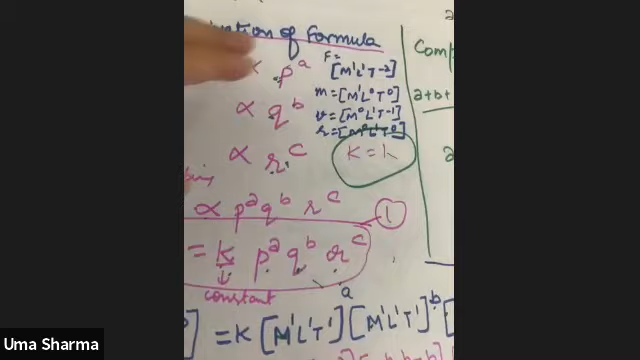 of Formula
F=
∝ p^a [M¹L¹T⁻²]
m=[M¹L⁰T⁰]
∝ q^b v=[M⁰L¹T⁻¹]
r=[M⁰L¹T⁰]
∝ r^c K = k
∝ p^a q^b r^c ①
= k p^a q^b r^c
constant
] = K [M¹L¹T¹]^a [M¹L¹T¹]^b [
Comp
a+b+
Uma Sharma